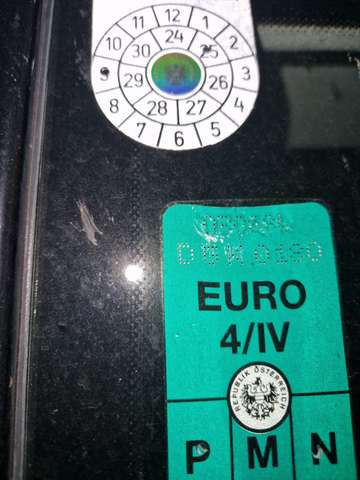 11 12 1
10 30 24 25 2
9 29 26 3
8 28 27 4
7 6 5
EURO
4/IV
REPUBLIK ÖSTERREICH
P M N